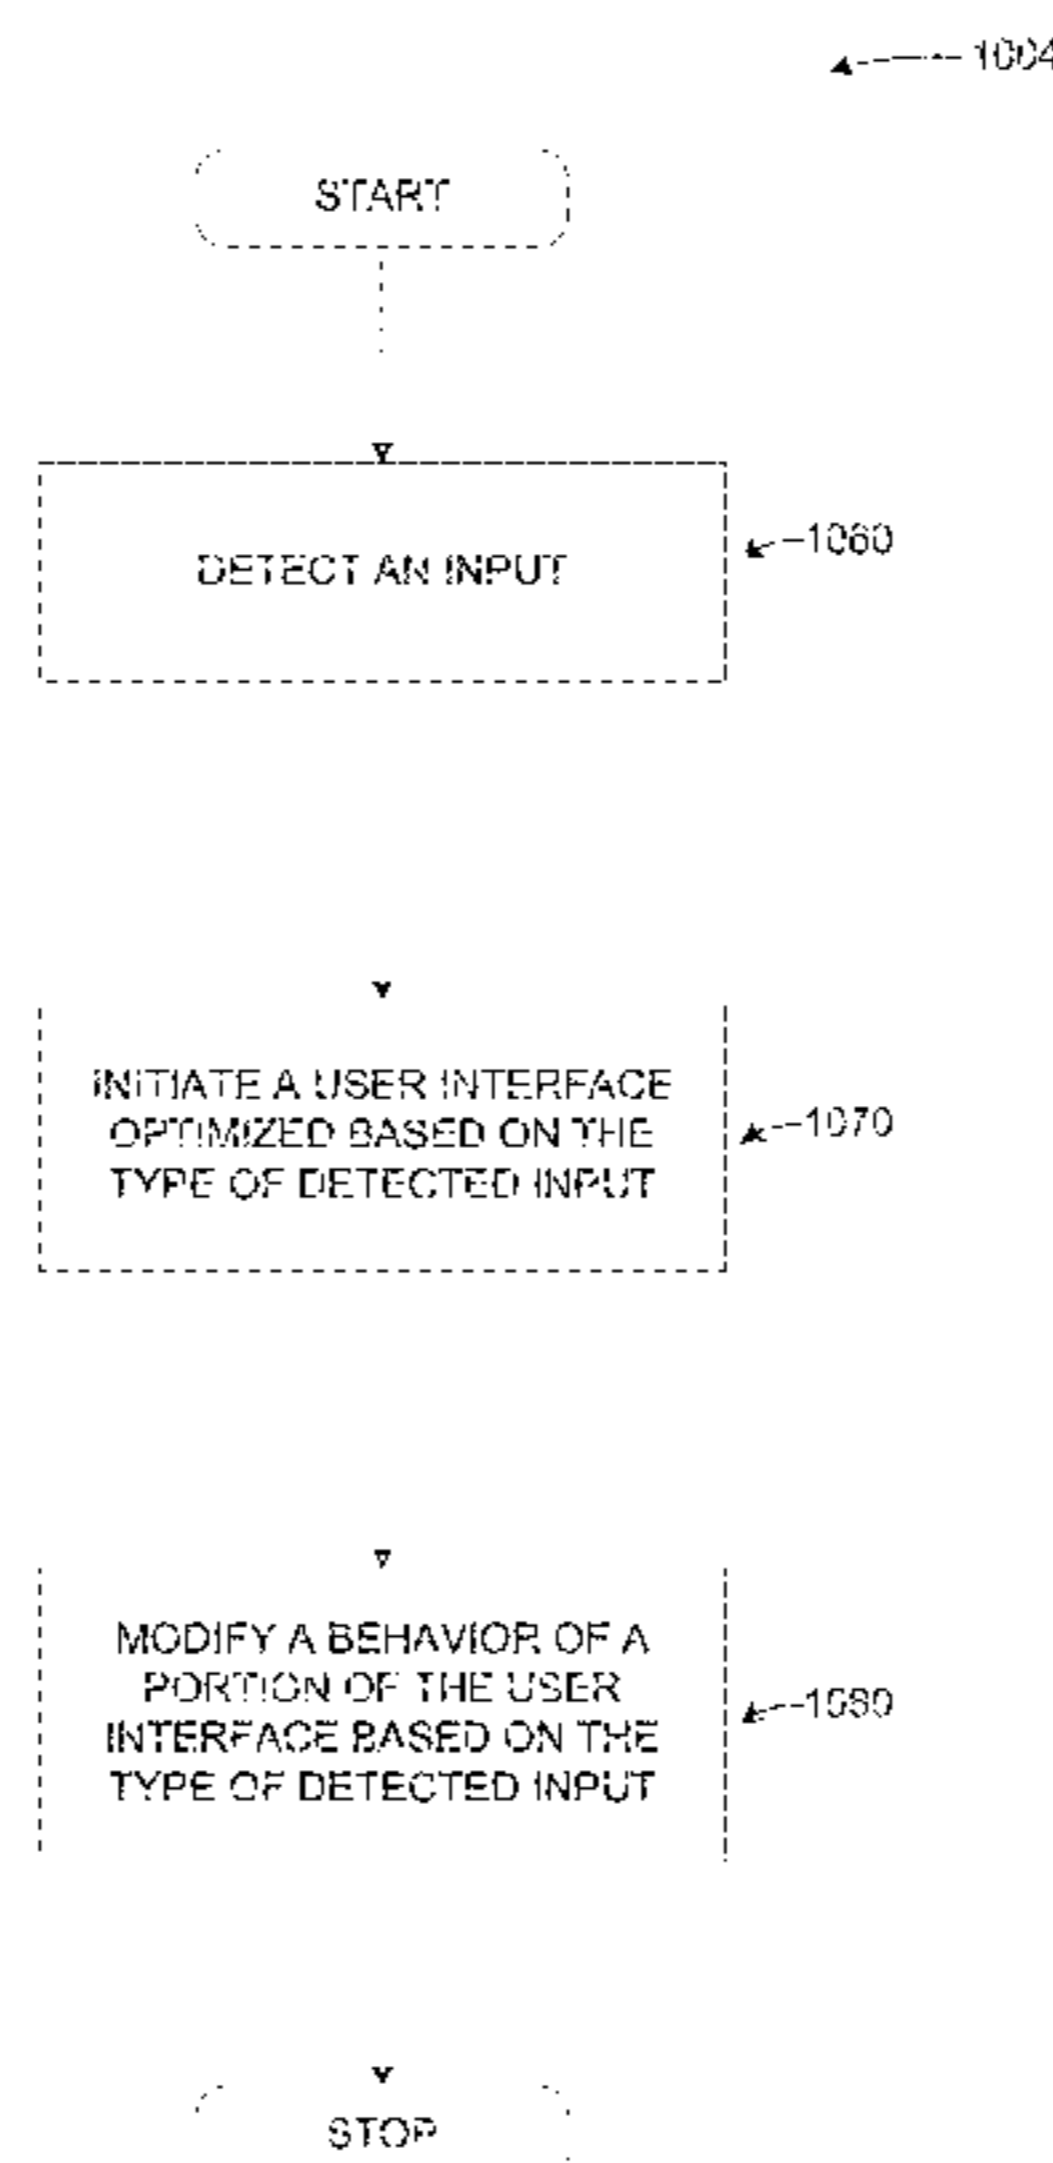 1004
START
DETECT AN INPUT
1060
INITIATE A USER INTERFACE
OPTIMIZED BASED ON THE
TYPE OF DETECTED INPUT
1070
MODIFY A BEHAVIOR OF A
PORTION OF THE USER
INTERFACE BASED ON THE
TYPE OF DETECTED INPUT
1080
STOP